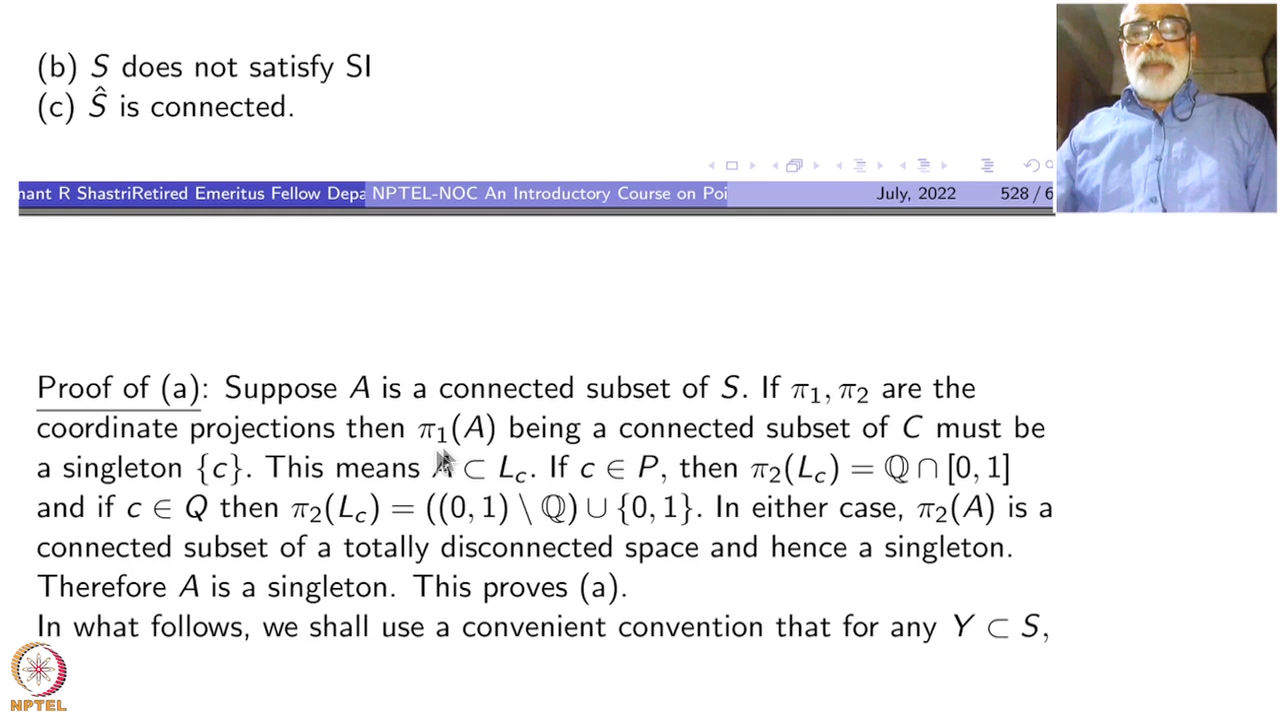 (b) S does not satisfy SI
(c) Ŝ is connected.
nant R ShastriRetired Emeritus Fellow Depa NPTEL-NOC An Introductory Course on Poi July, 2022 528 / 6
Proof of (a): Suppose A is a connected subset of S. If π₁, π₂ are the
coordinate projections then π₁(A) being a connected subset of C must be
a singleton {c}. This means A ⊂ L_c. If c ∈ P, then π₂(L_c) = ℚ ∩ [0, 1]
and if c ∈ Q then π₂(L_c) = ((0, 1) \ ℚ) ∪ {0, 1}. In either case, π₂(A) is a
connected subset of a totally disconnected space and hence a singleton.
Therefore A is a singleton. This proves (a).
In what follows, we shall use a convenient convention that for any Y ⊂ S,
NPTEL